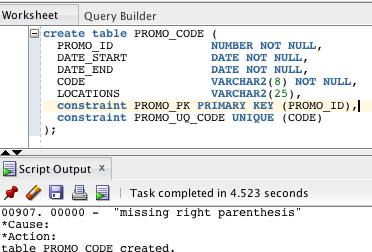 Worksheet Query Builder
create table PROMO_CODE (
PROMO_ID NUMBER NOT NULL,
DATE_START DATE NOT NULL,
DATE_END DATE NOT NULL,
CODE VARCHAR2(8) NOT NULL,
LOCATIONS VARCHAR2(25),
constraint PROMO_PK PRIMARY KEY (PROMO_ID),
constraint PROMO_UQ_CODE UNIQUE (CODE)
);
Script Output x
Task completed in 4.523 seconds
00907. 00000 - "missing right parenthesis"
*Cause:
*Action:
table PROMO_CODE created.